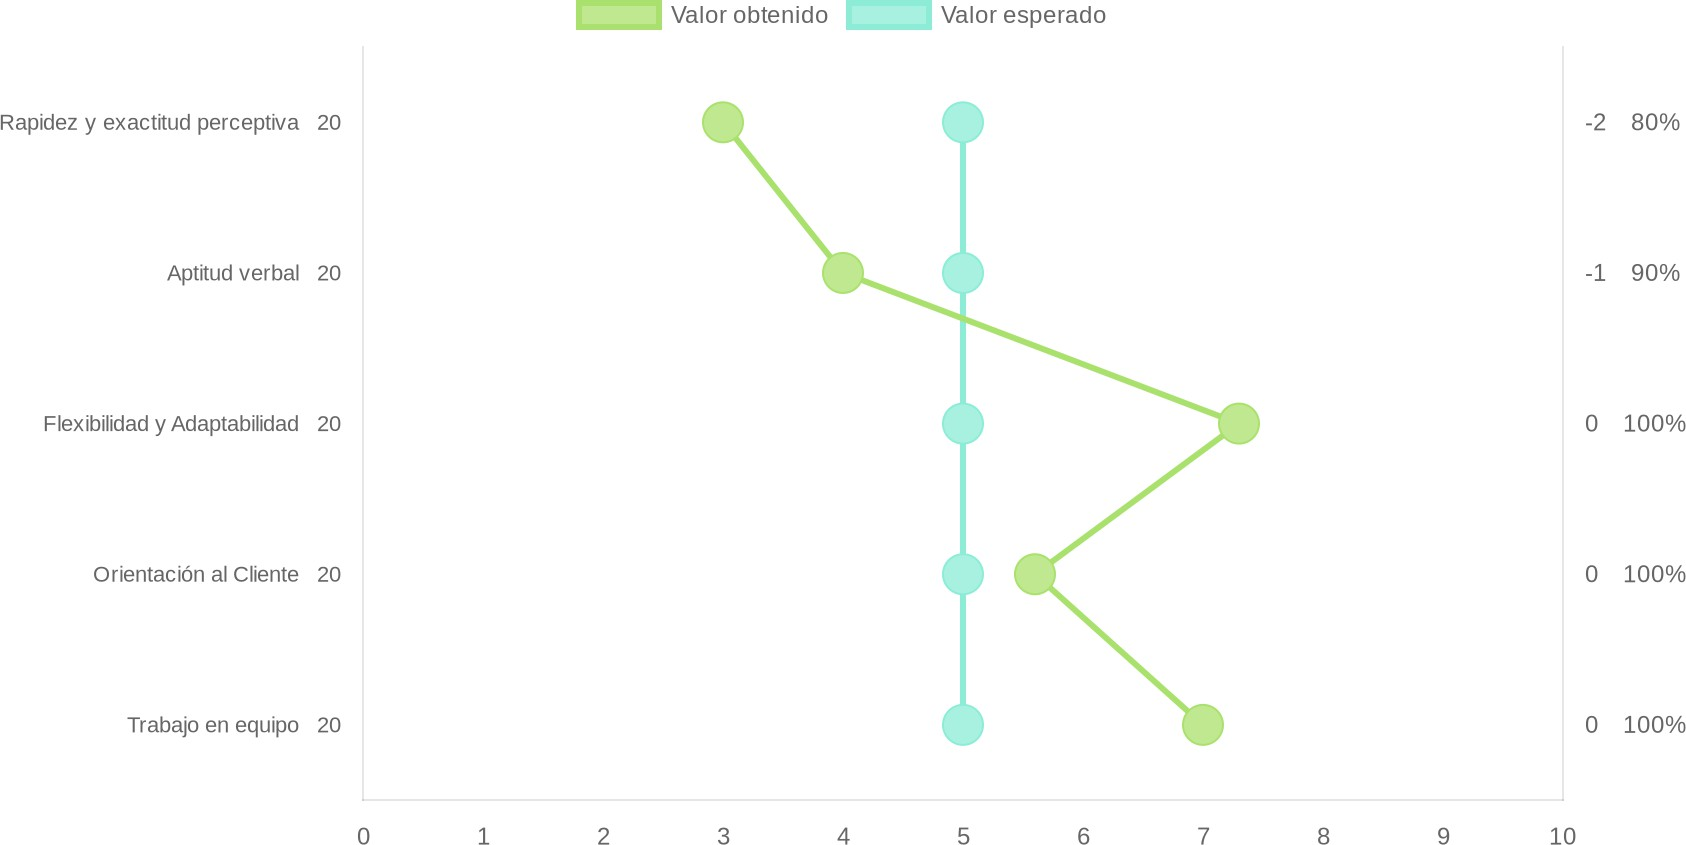 Valor obtenido Valor esperado
Rapidez y exactitud perceptiva 20 -2 80%
Aptitud verbal 20 -1 90%
Flexibilidad y Adaptabilidad 20 0 100%
Orientación al Cliente 20 0 100%
Trabajo en equipo 20 0 100%
0 1 2 3 4 5 6 7 8 9 10